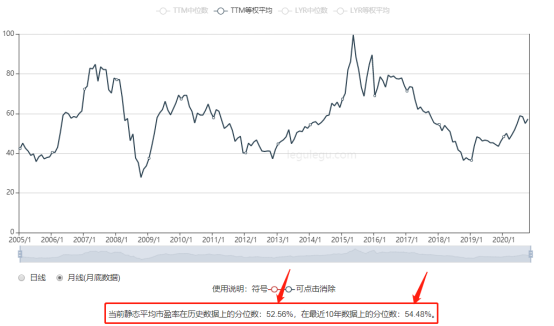 TTM中位数 TTM等权平均 LYR中位数 LYR等权平均
100
80
60
40
20
0
2005/1 2006/1 2007/1 2008/1 2009/1 2010/1 2011/1 2012/1 2013/1 2014/1 2015/1 2016/1 2017/1 2018/1 2019/1 2020/1
legulegu.com
日线 月线(月底数据)
使用说明：符号 可点击消除
当前静态平均市盈率在历史数据上的分位数：52.56%，在最近10年数据上的分位数：54.48%。